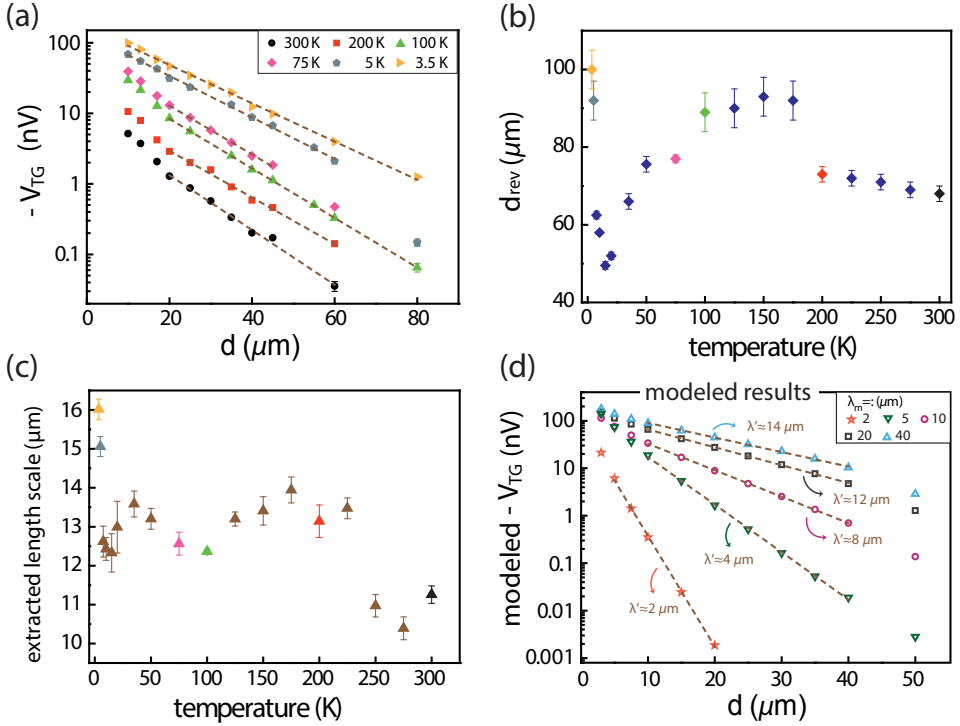 (a)
- V_TG (nV)
100
10
1
0.1
300 K 200 K 100 K
75 K 5 K 3.5 K
0 20 40 60 80
d (μm)
(b)
d_rev (μm)
100
80
60
40
0 50 100 150 200 250 300
temperature (K)
(c)
extracted length scale (μm)
16
15
14
13
12
11
10
0 50 100 150 200 250 300
temperature (K)
(d)
modeled results
modeled - V_TG (nV)
100
10
1
0.1
0.01
0.001
λ_m=: (μm)
2 5 10
20 40
λ'≈14 μm
λ'≈12 μm
λ'≈8 μm
λ'≈4 μm
λ'≈2 μm
0 10 20 30 40 50
d (μm)